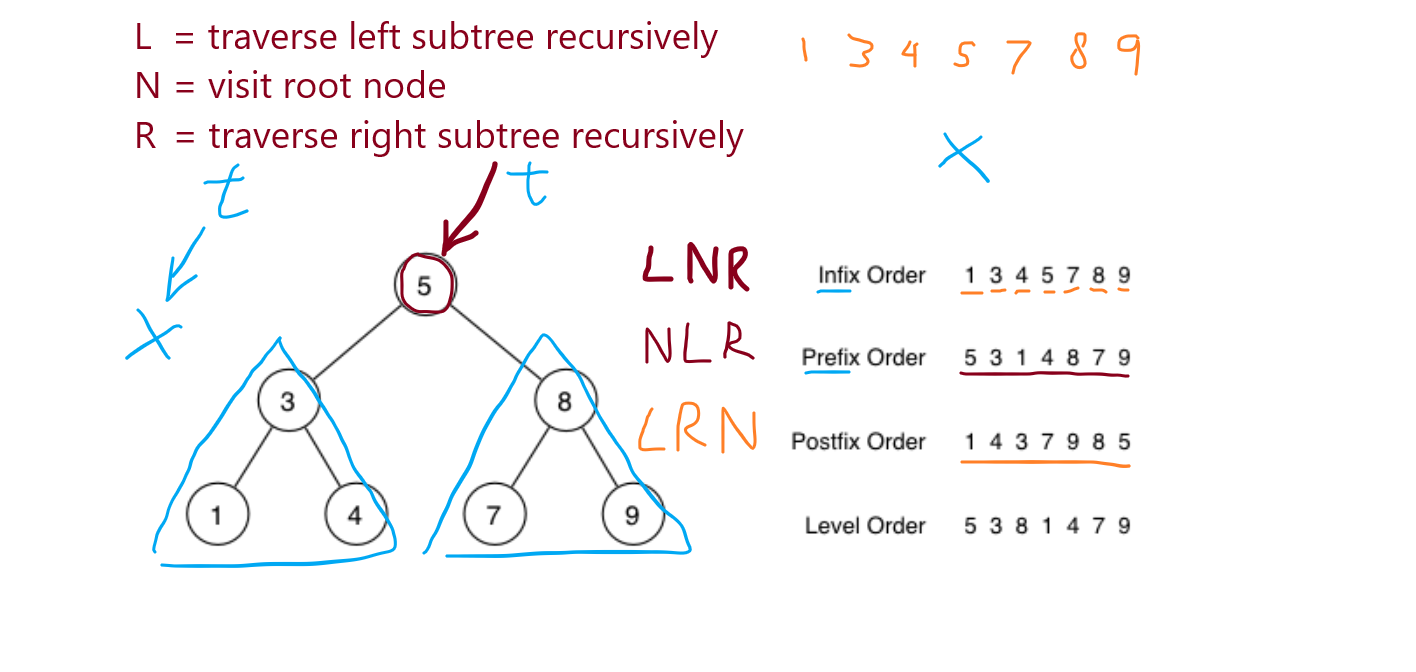 L = traverse left subtree recursively
N = visit root node
R = traverse right subtree recursively
1 3 4 5 7 8 9
x
t
t
x
5
3
8
1
4
7
9
LNR
Infix Order 1 3 4 5 7 8 9
NLR
Prefix Order 5 3 1 4 8 7 9
LRN
Postfix Order 1 4 3 7 9 8 5
Level Order 5 3 8 1 4 7 9